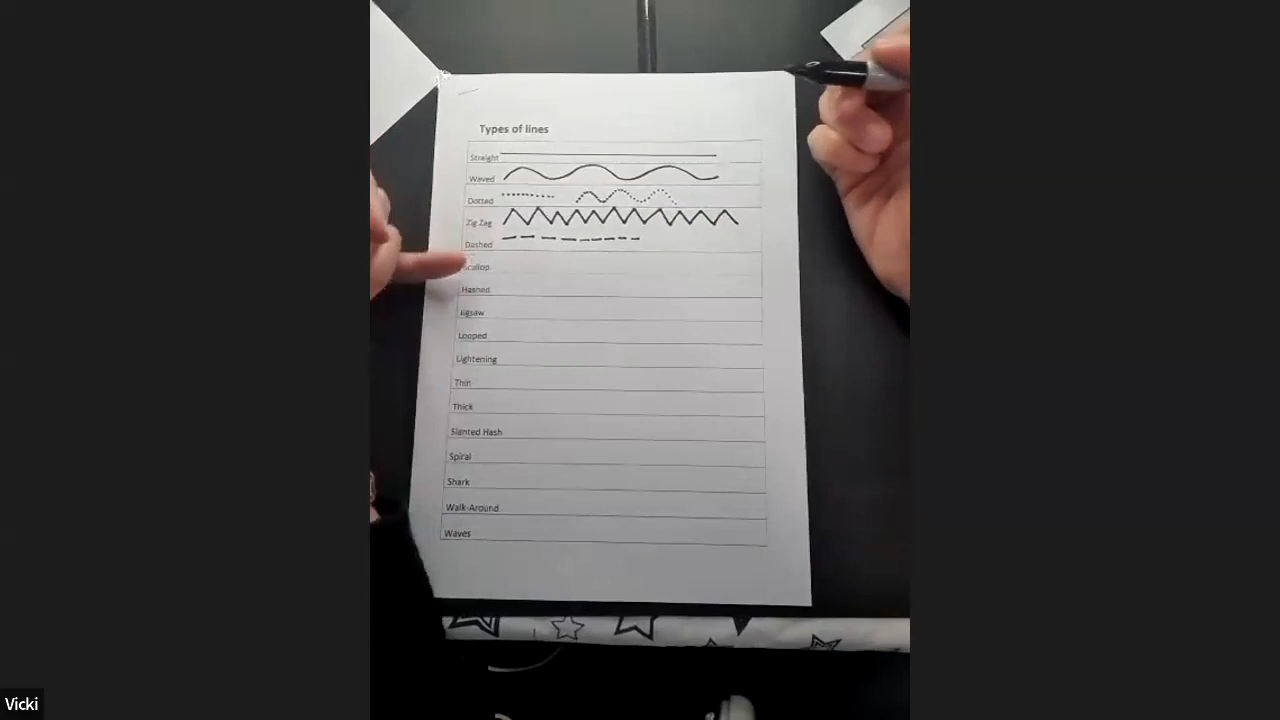 Types of lines
Straight
Waved
Dotted
Zig Zag
Dashed
Scallop
Hashed
Jigsaw
Looped
Lightening
Thin
Thick
Slanted Hash
Spiral
Shark
Walk-Around
Waves
Vicki